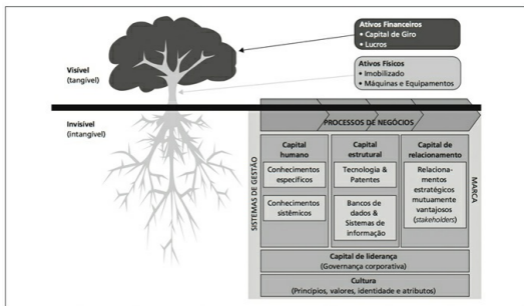 Ativos Financeiros
• Capital de Giro
• Lucros
Ativos Físicos
• Imobilizado
• Máquinas e Equipamentos
Visível
(tangível)
Invisível
(intangível)
PROCESSOS DE NEGÓCIOS
SISTEMAS DE GESTÃO
Capital
humano
Conhecimentos
específicos
Conhecimentos
sistêmicos
Capital
estrutural
Tecnologia &
Patentes
Bancos de
dados &
Sistemas de
informação
Capital de
relacionamento
Relaciona-
mentos
estratégicos
mutuamente
vantajosos
(stakeholders)
MARCA
Capital de liderança
(Governança corporativa)
Cultura
(Princípios, valores, identidade e atributos)